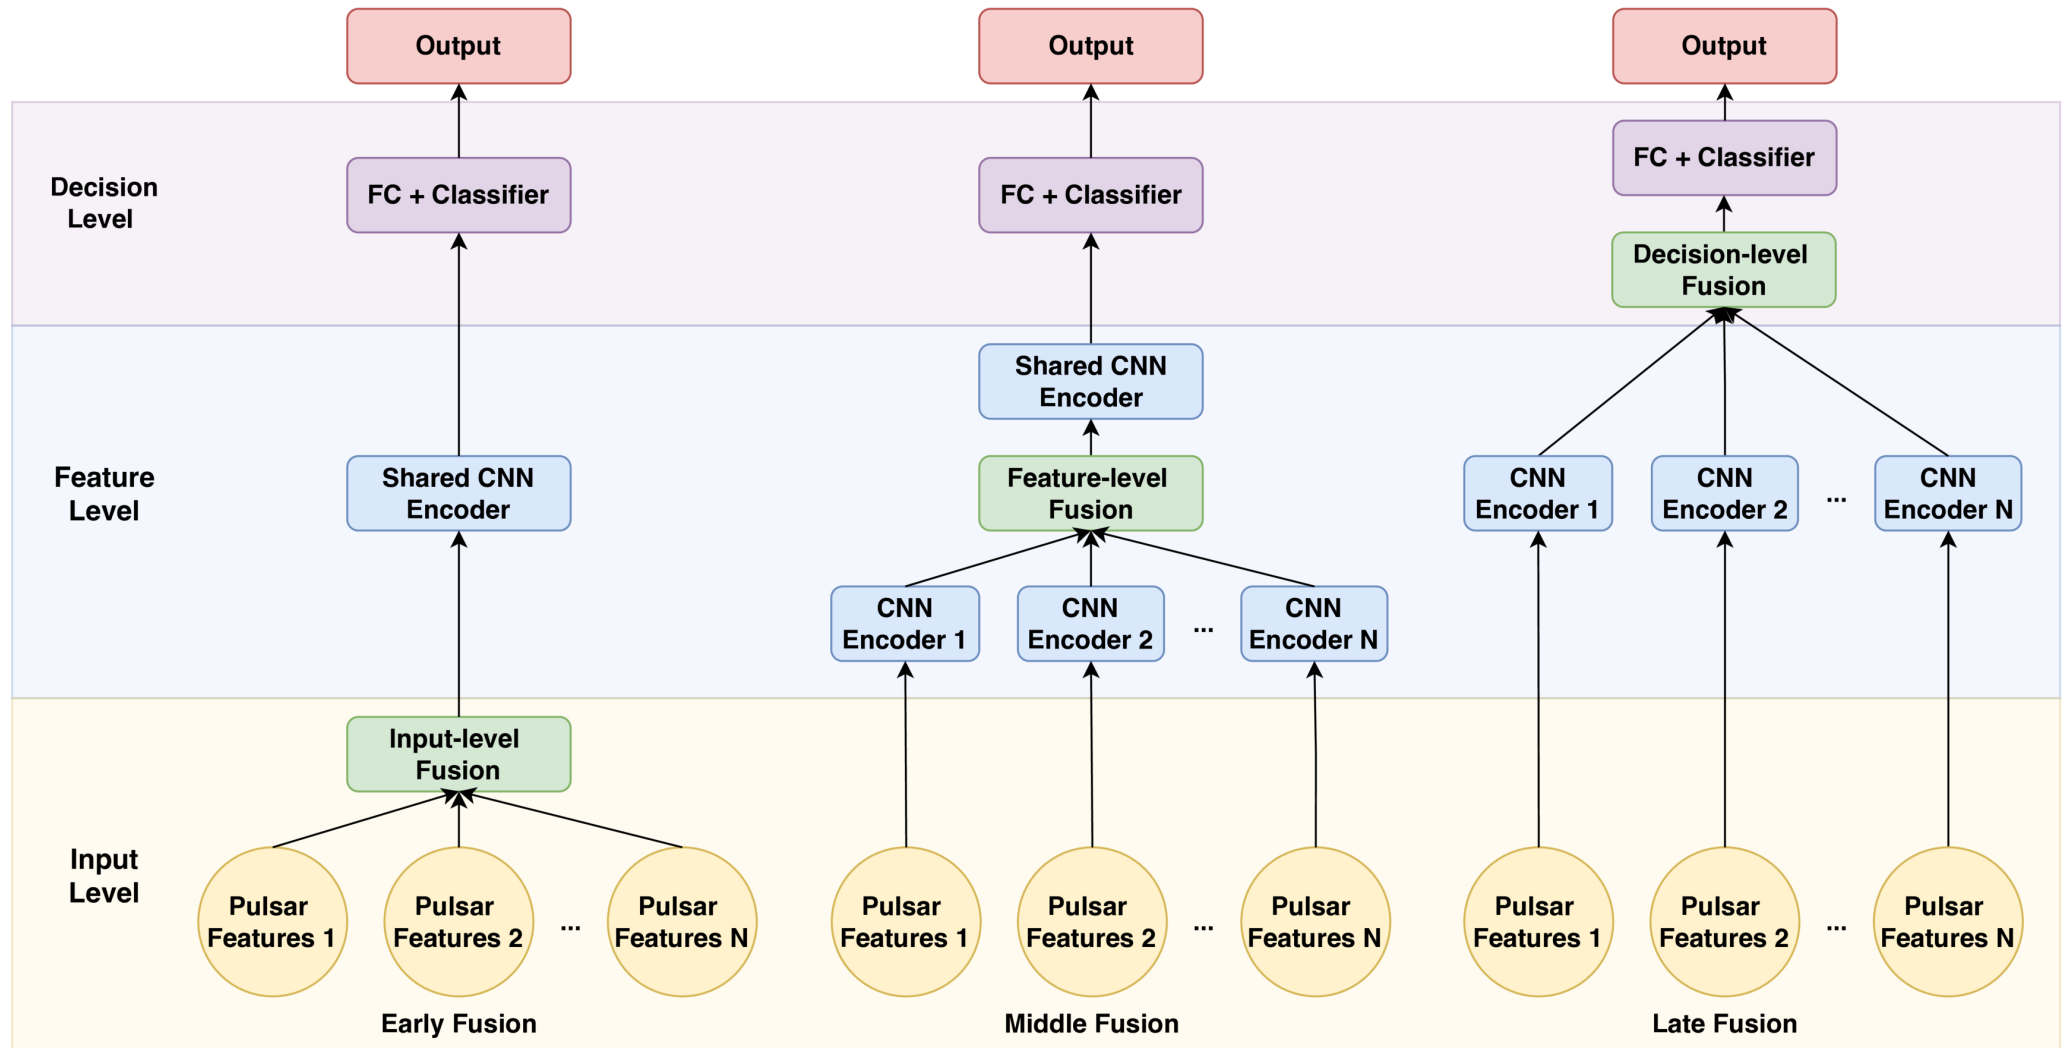 Output
Output
Output
FC + Classifier
Decision
Level
FC + Classifier
FC + Classifier
Decision-level
Fusion
Shared CNN
Encoder
Feature
Level
Shared CNN
Encoder
Feature-level
Fusion
CNN
Encoder 1
CNN
Encoder 2
...
CNN
Encoder N
CNN
Encoder 1
CNN
Encoder 2
...
CNN
Encoder N
Input-level
Fusion
Input
Level
Pulsar
Features 1
Pulsar
Features 2
...
Pulsar
Features N
Pulsar
Features 1
Pulsar
Features 2
...
Pulsar
Features N
Pulsar
Features 1
Pulsar
Features 2
...
Pulsar
Features N
Early Fusion
Middle Fusion
Late Fusion